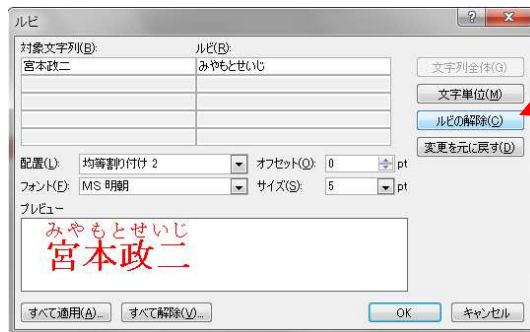 ルビ
対象文字列(B): ルビ(R):
宮本政二 みやもとせいじ
文字列全体(G)
文字単位(M)
ルビの解除(C)
変更を元に戻す(D)
配置(L): 均等割り付け 2 オフセット(O): 0 pt
フォント(F): MS 明朝 サイズ(S): 5 pt
プレビュー
みやもとせいじ
宮本政二
すべて適用(A)... すべて解除(V)... OK キャンセル